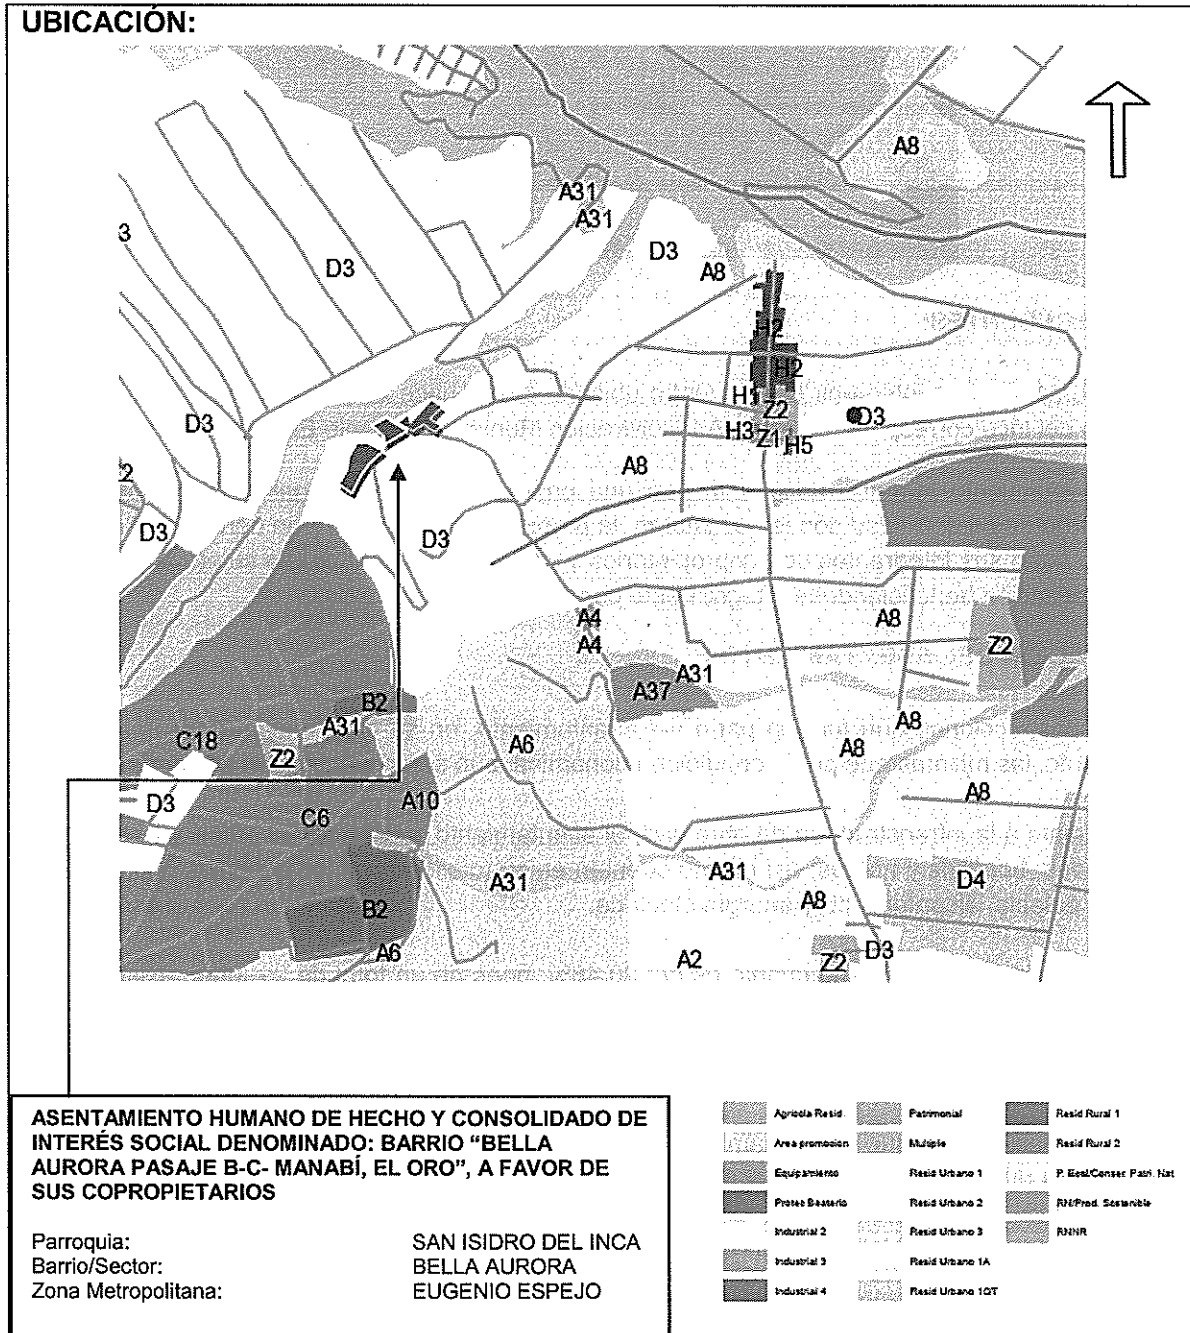 UBICACIÓN:
A8
A31
A31
3
D3
D3
A8
H2
H2
H1
Z2
D3
D3
H3
Z1
H5
A8
2
D3
D3
A4
A8
A4
Z2
A31
A37
B2
A31
A8
C18
Z2
A6
A8
D3
A10
A8
C6
A31
A31
D4
A8
B2
A6
A2
Z2
D3
ASENTAMIENTO HUMANO DE HECHO Y CONSOLIDADO DE
INTERÉS SOCIAL DENOMINADO: BARRIO “BELLA
AURORA PASAJE B-C- MANABÍ, EL ORO”, A FAVOR DE
SUS COPROPIETARIOS
Parroquia: SAN ISIDRO DEL INCA
Barrio/Sector: BELLA AURORA
Zona Metropolitana: EUGENIO ESPEJO
Agricola Resid.
Area promocion
Equipamiento
Protec Beaterio
Industrial 2
Industrial 3
Industrial 4
Patrimonial
Multiple
Resid Urbano 1
Resid Urbano 2
Resid Urbano 3
Resid Urbano 1A
Resid Urbano 1QT
Resid Rural 1
Resid Rural 2
P. Ecol/Conser. Patri. Nat
RN/Prod. Sostenible
RNNR